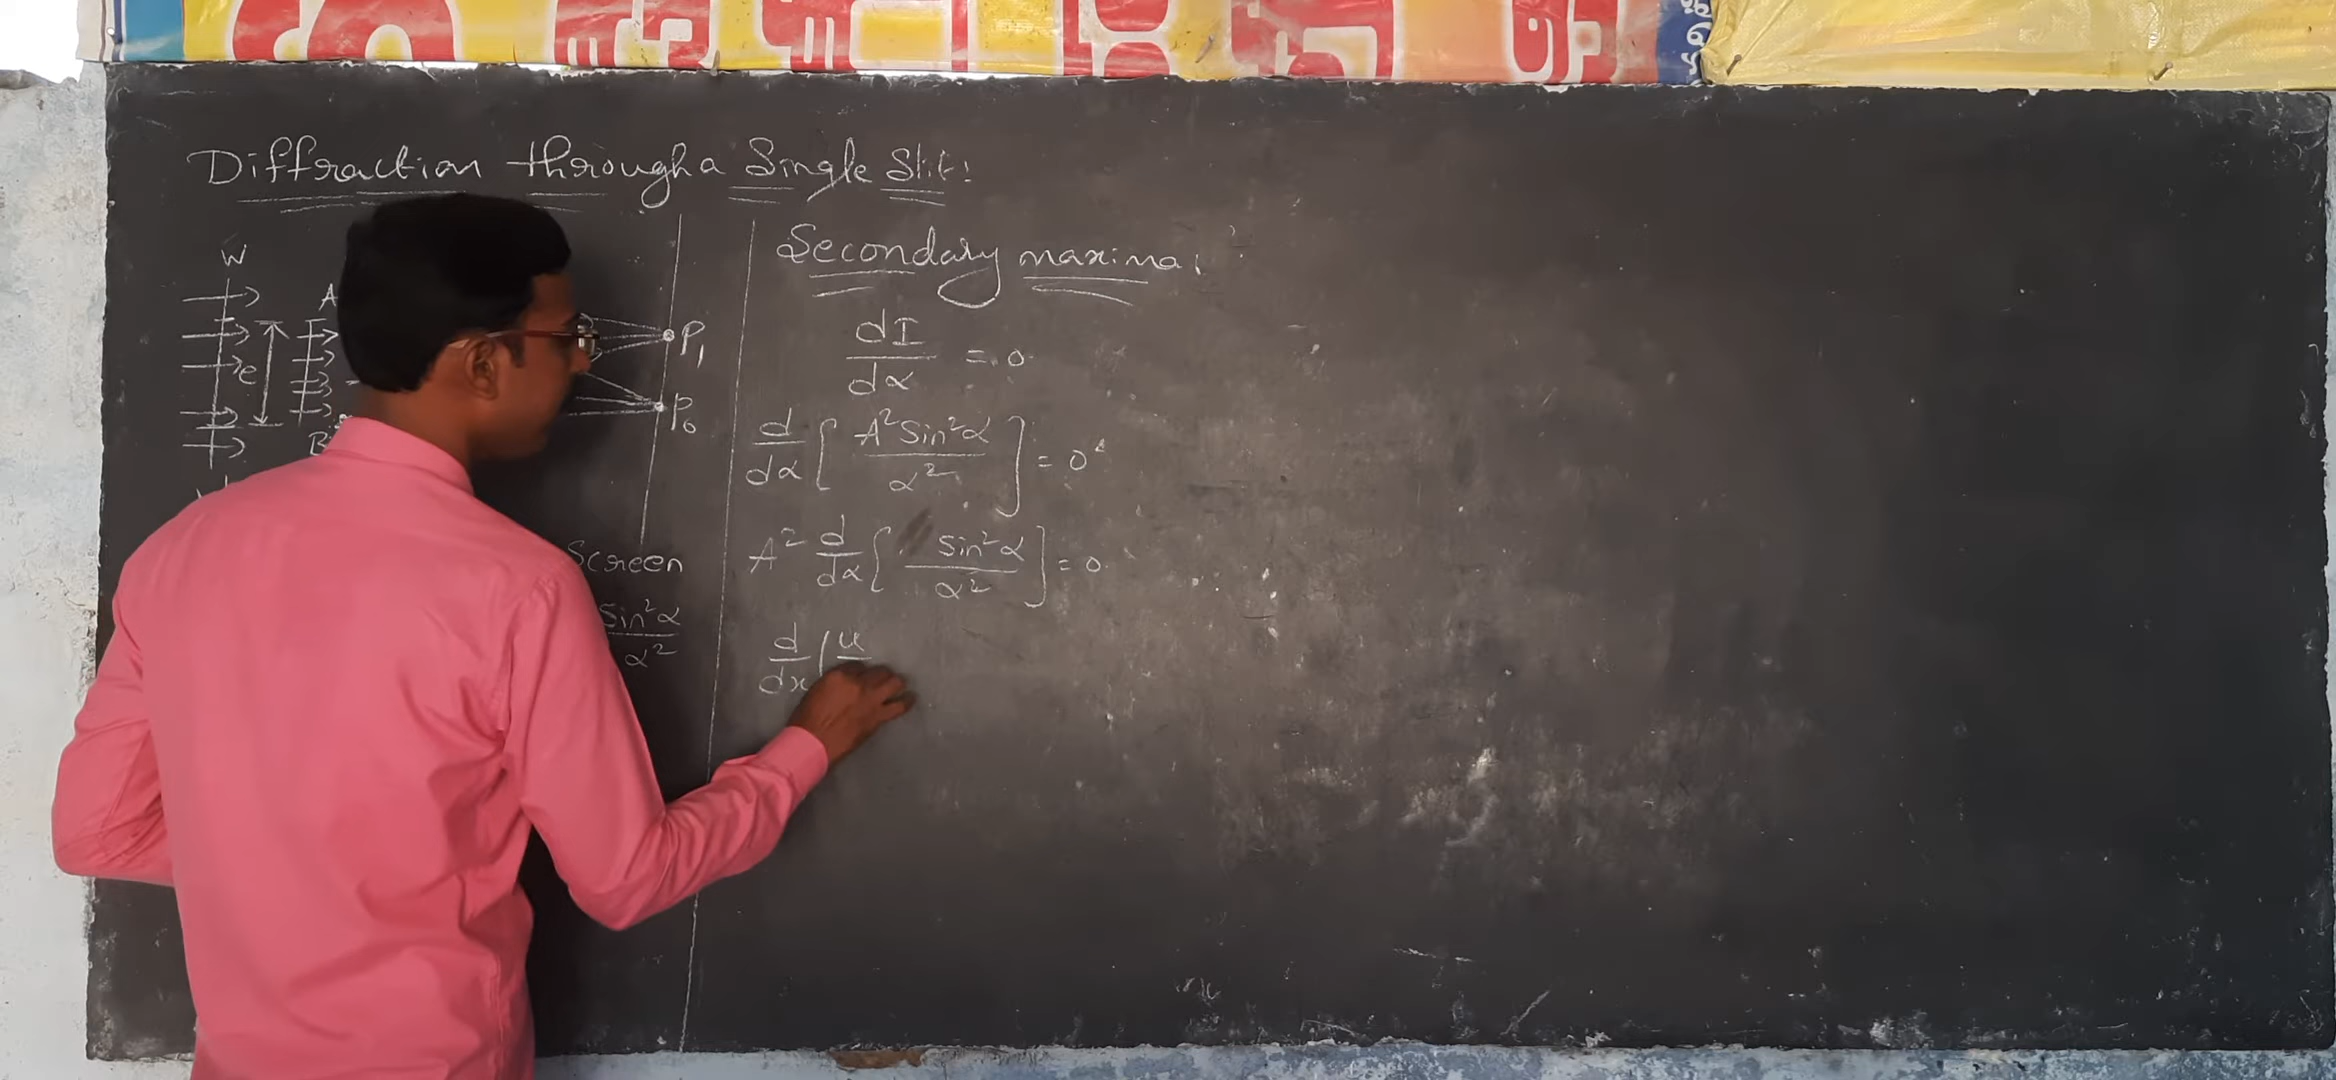 Diffraction through a Single Slit:
W
A
e
B
P₁
P₀
Screen
Sin²α
α²
Secondary maxima:
dI/dα = 0
d/dα [A² Sin²α / α²] = 0
A² d/dα [Sin²α / α²] = 0
d/dx (u